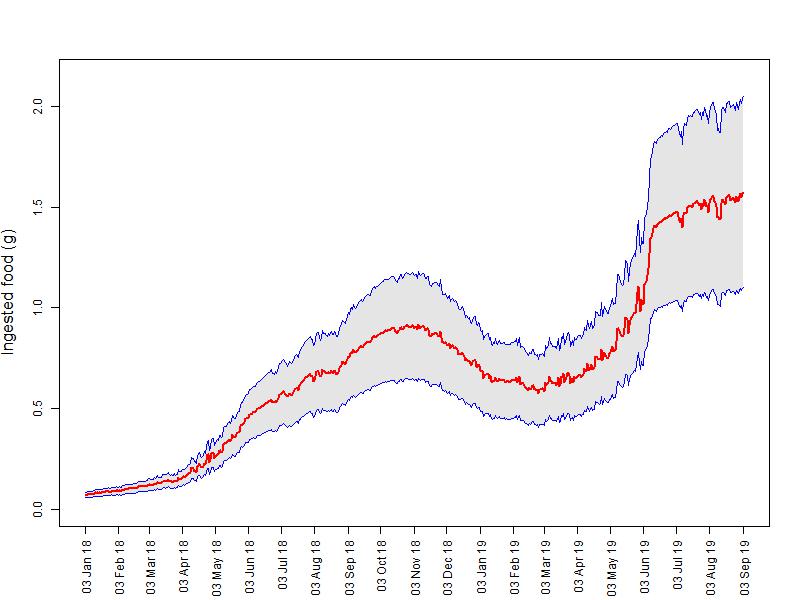 Ingested food (g)
2.0
1.5
1.0
0.5
0.0
03 Jan 18
03 Feb 18
03 Mar 18
03 Apr 18
03 May 18
03 Jun 18
03 Jul 18
03 Aug 18
03 Sep 18
03 Oct 18
03 Nov 18
03 Dec 18
03 Jan 19
03 Feb 19
03 Mar 19
03 Apr 19
03 May 19
03 Jun 19
03 Jul 19
03 Aug 19
03 Sep 19